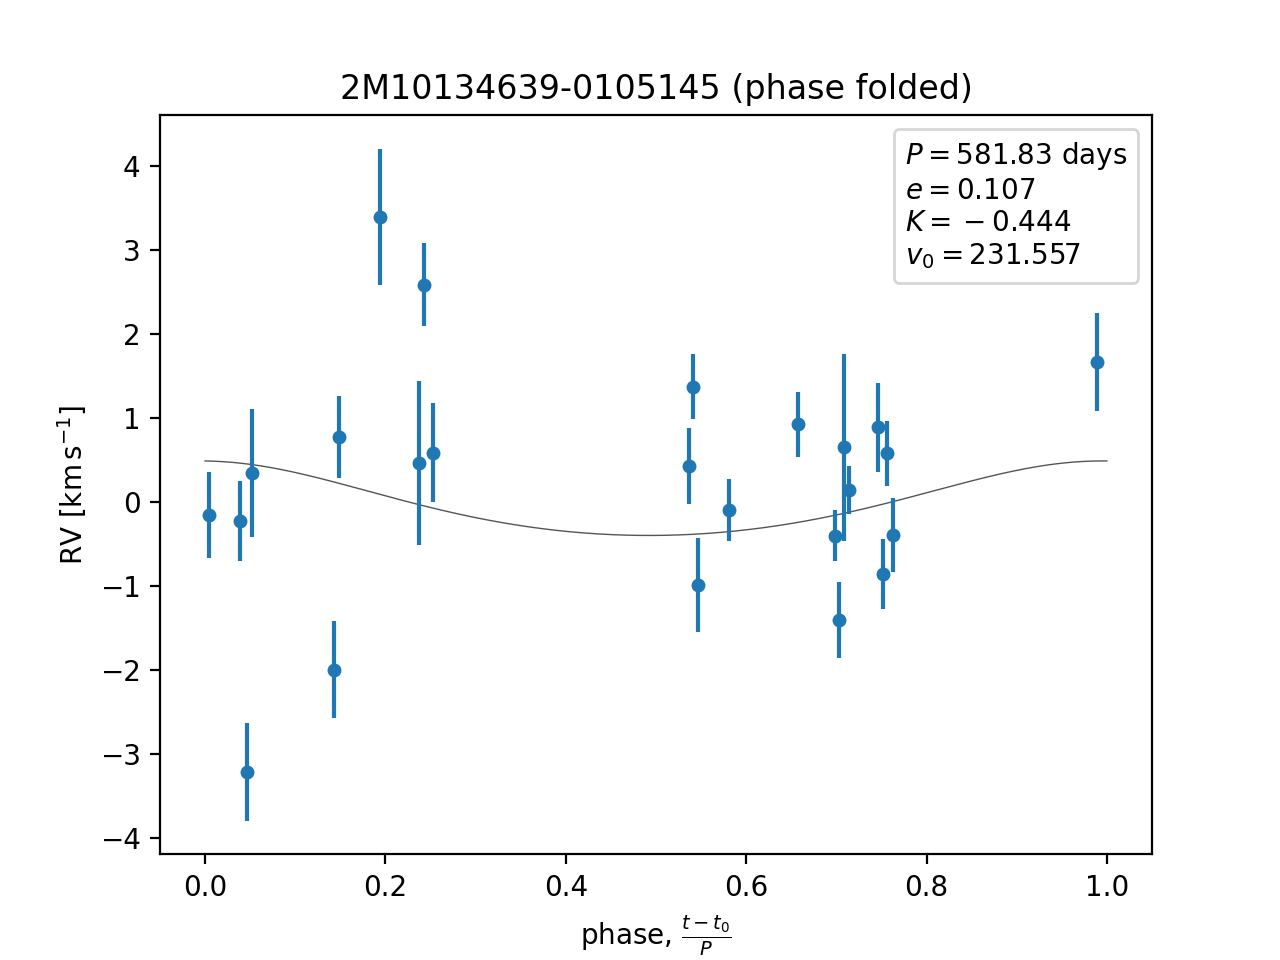 2M10134639-0105145 (phase folded)
P = 581.83 days
e = 0.107
K = −0.444
v₀ = 231.557
RV [km s⁻¹]
4
3
2
1
0
−1
−2
−3
−4
0.0 0.2 0.4 0.6 0.8 1.0
phase, (t − t₀)/P